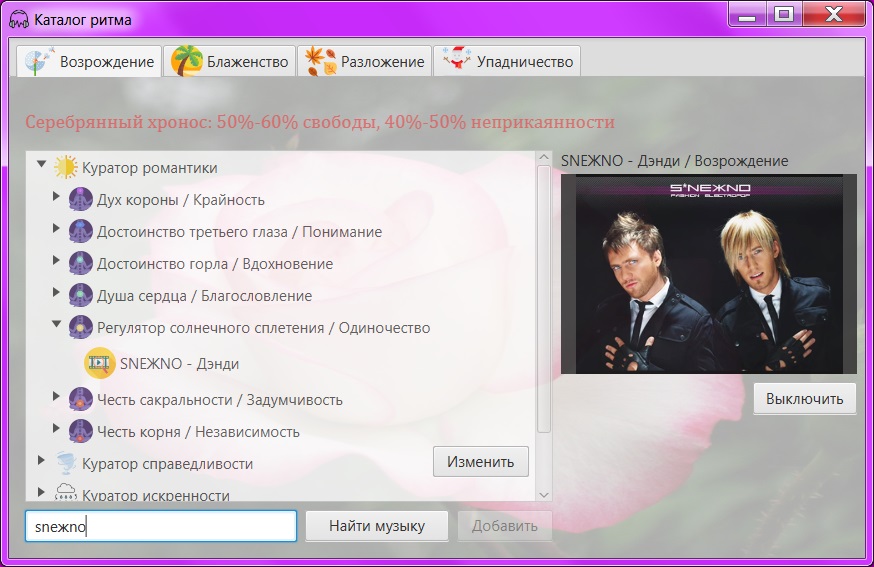 Каталог ритма
Возрождение
Блаженство
Разложение
Упадничество
Серебрянный хронос: 50%-60% свободы, 40%-50% неприкаянности
Куратор романтики
Дух короны / Крайность
Достоинство третьего глаза / Понимание
Достоинство горла / Вдохновение
Душа сердца / Благословление
Регулятор солнечного сплетения / Одиночество
SNEЖNO - Дэнди
Честь сакральности / Задумчивость
Честь корня / Независимость
Куратор справедливости
Куратор искренности
Изменить
SNEЖNO - Дэнди / Возрождение
S*NEЖNO
FASHION ELECTROPOP
Выключить
sneжno
Найти музыку
Добавить